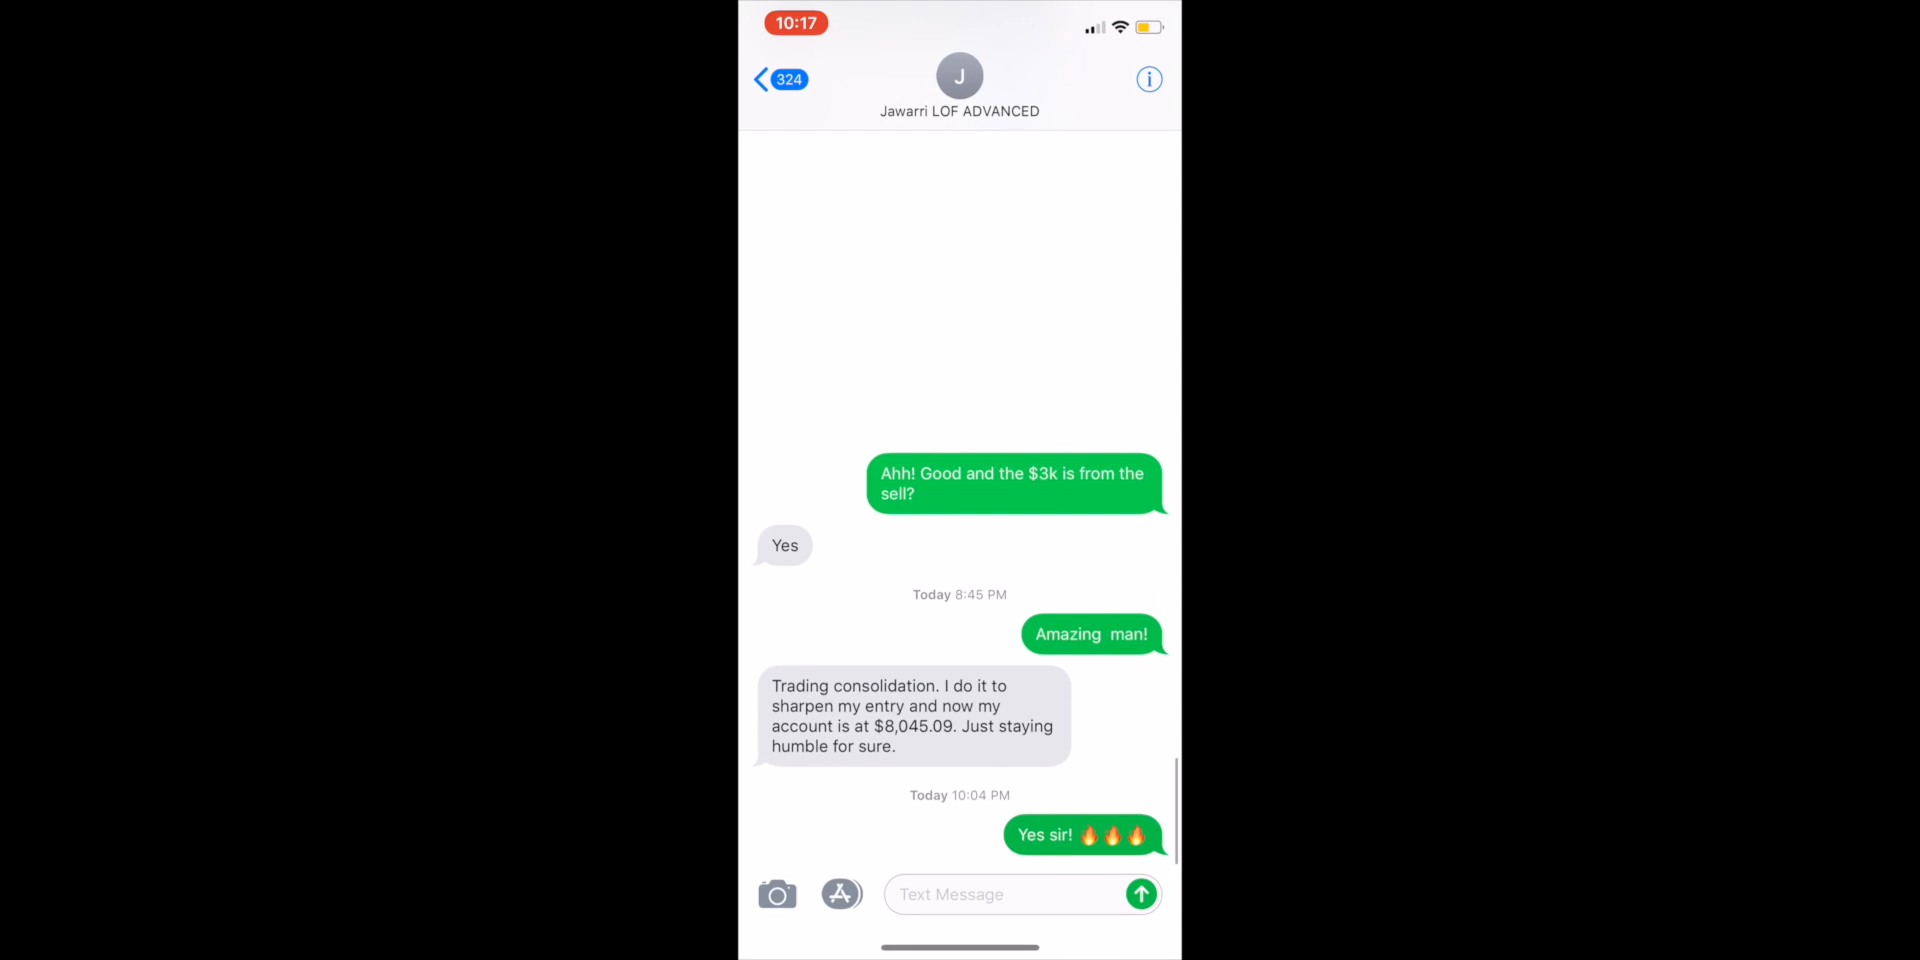 10:17
324
J
Jawarri LOF ADVANCED
Ahh! Good and the $3k is from the
sell?
Yes
Today 8:45 PM
Amazing  man!
Trading consolidation. I do it to
sharpen my entry and now my
account is at $8,045.09. Just staying
humble for sure.
Today 10:04 PM
Yes sir! 🔥🔥🔥
Text Message